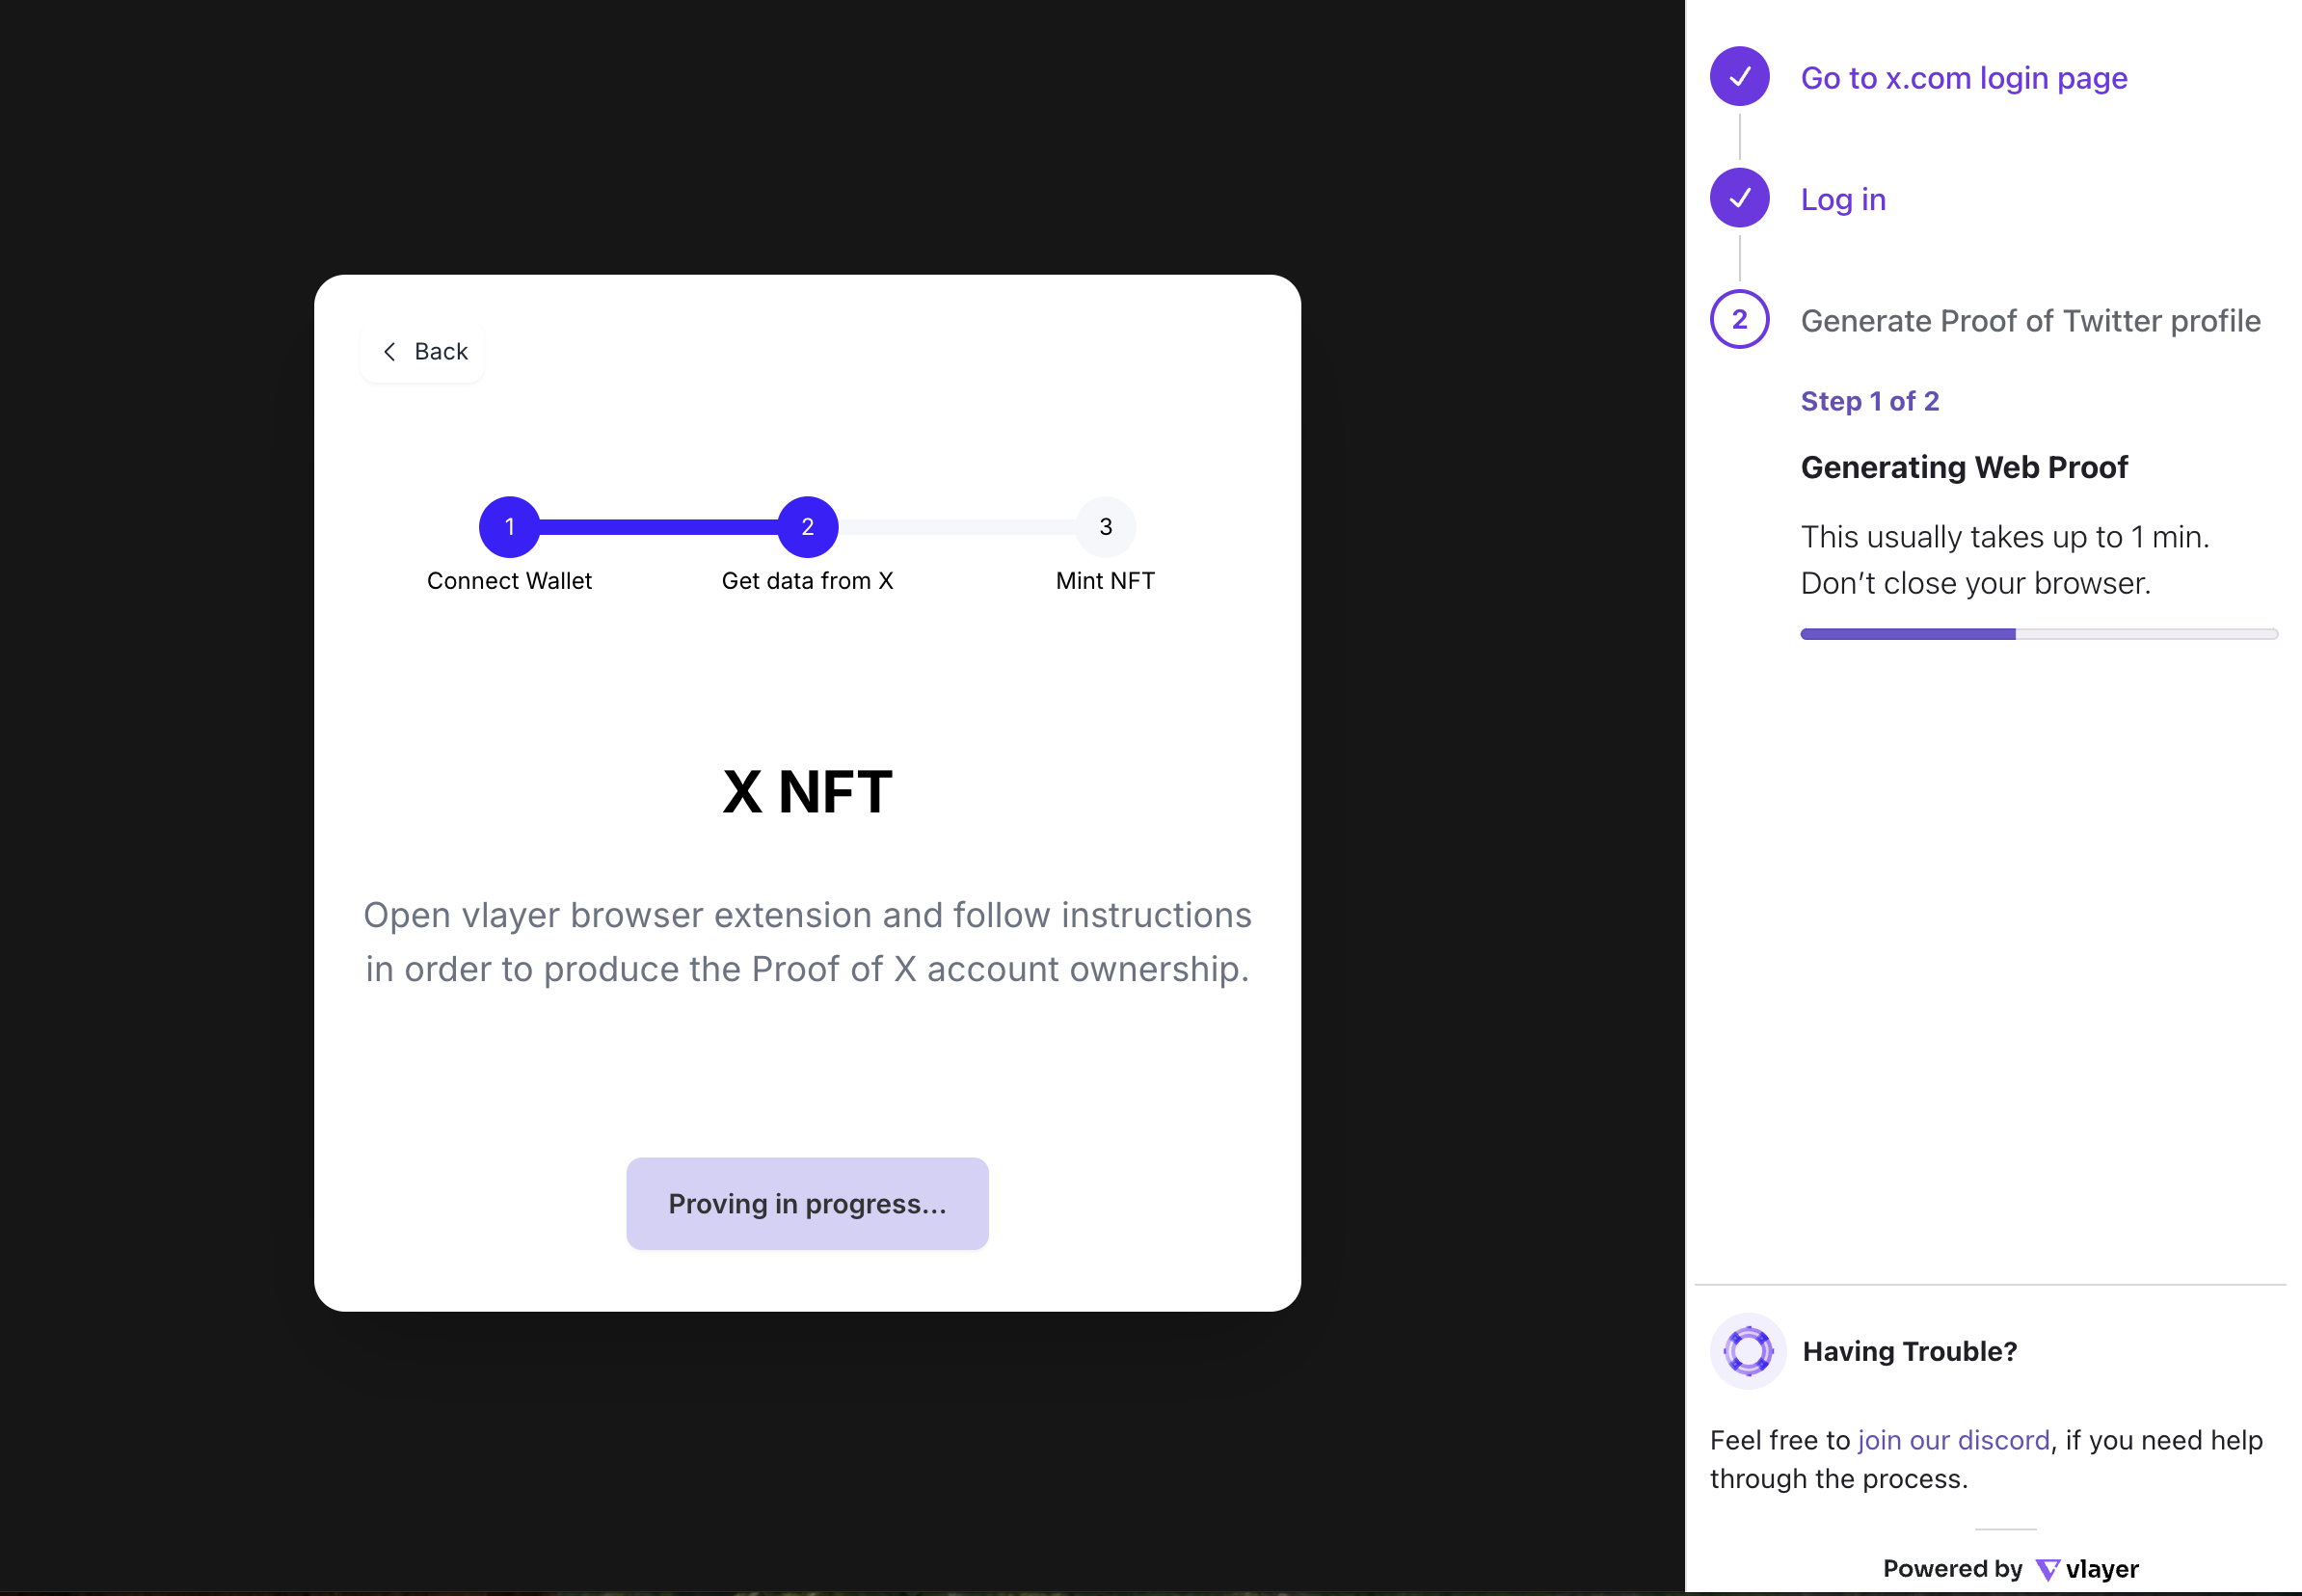 Back
1
2
3
Connect Wallet
Get data from X
Mint NFT
X NFT
Open vlayer browser extension and follow instructions
in order to produce the Proof of X account ownership.
Proving in progress...
Go to x.com login page
Log in
2
Generate Proof of Twitter profile
Step 1 of 2
Generating Web Proof
This usually takes up to 1 min.
Don’t close your browser.
Having Trouble?
Feel free to join our discord, if you need help
through the process.
Powered by vlayer